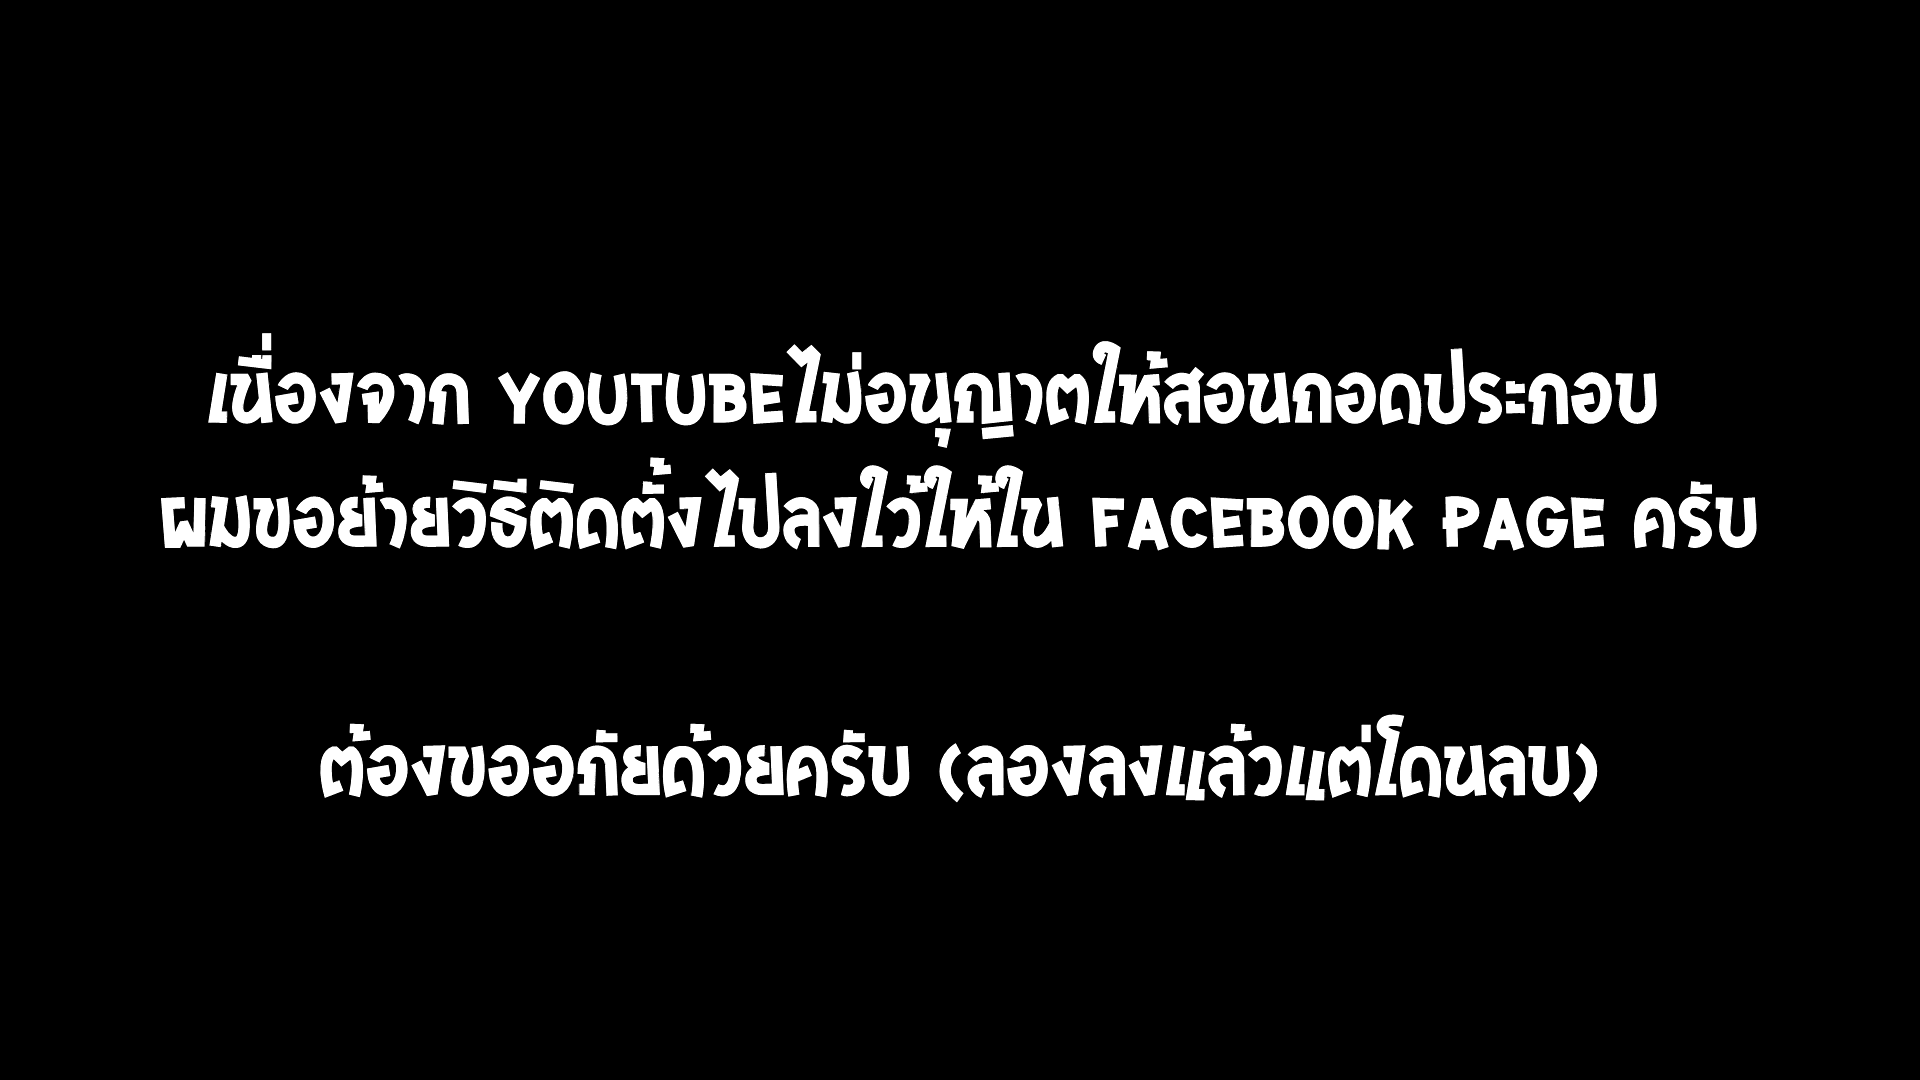 เนื่องจาก YOUTUBEไม่อนุญาตให้สอนถอดประกอบ
ผมขอย้ายวิธีติดตั้งไปลงใว้ให้ใน FACEBOOK PAGE ครับ
ต้องขออภัยด้วยครับ (ลองลงแล้วแต่โดนลบ)